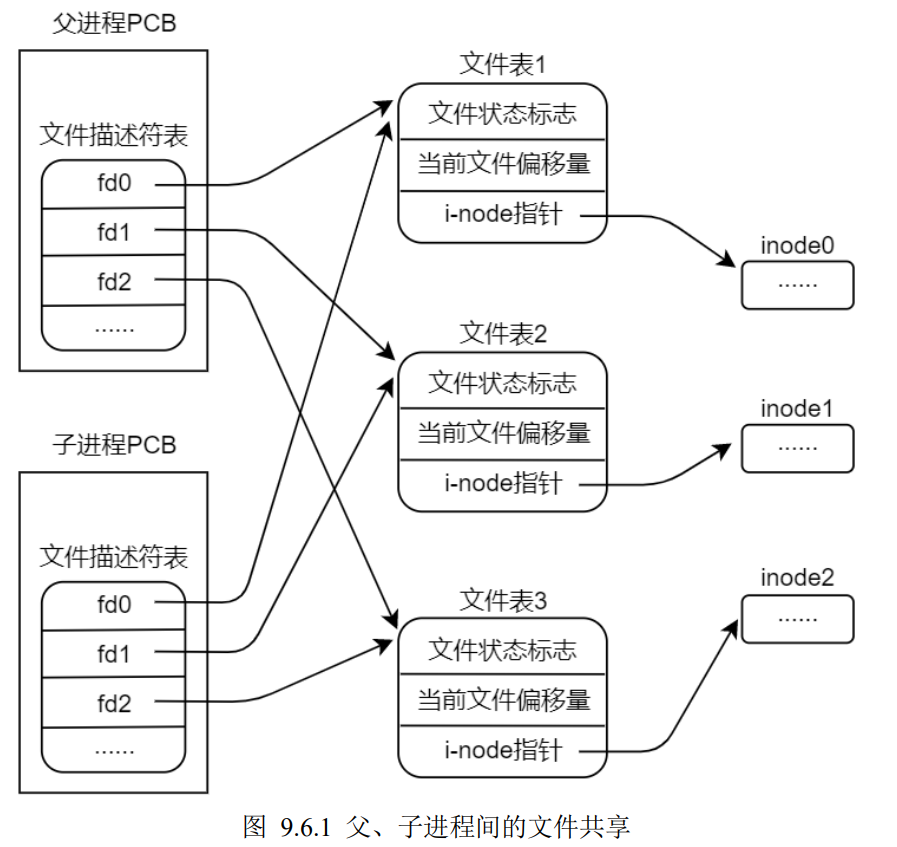 父进程PCB
文件描述符表
fd0
fd1
fd2
......
子进程PCB
文件描述符表
fd0
fd1
fd2
......
文件表1
文件状态标志
当前文件偏移量
i-node指针
文件表2
文件状态标志
当前文件偏移量
i-node指针
文件表3
文件状态标志
当前文件偏移量
i-node指针
inode0
......
inode1
......
inode2
......
图 9.6.1 父、子进程间的文件共享